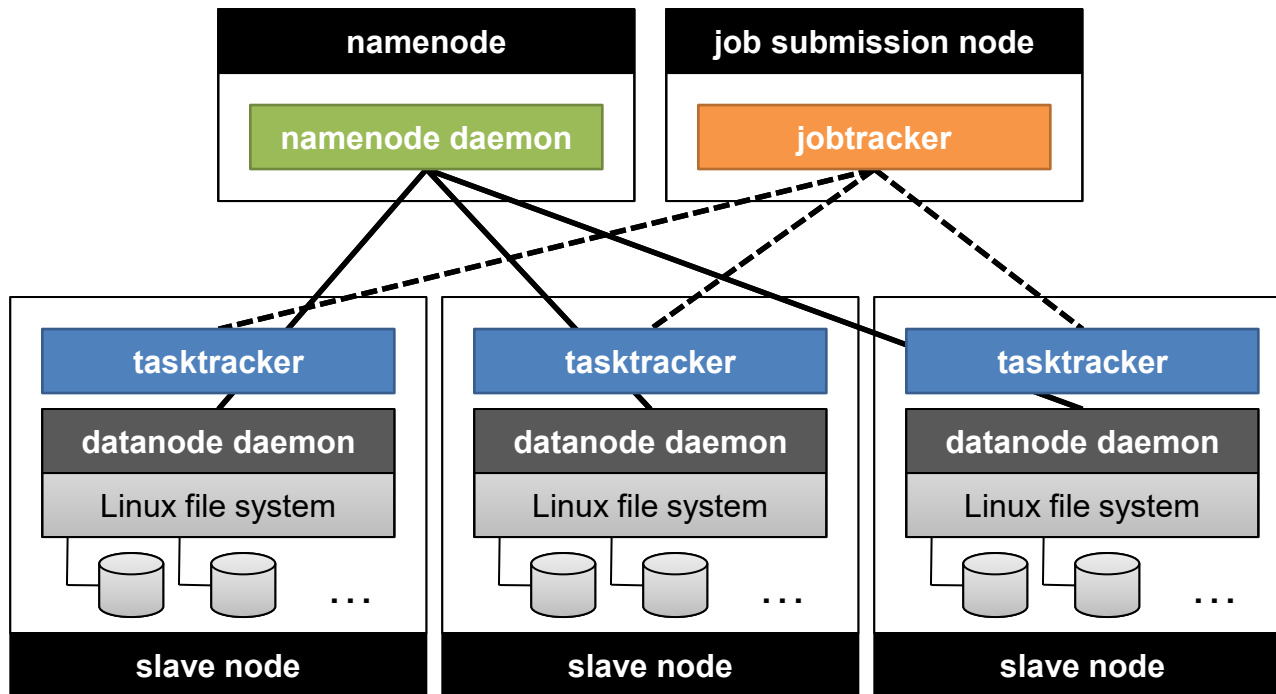 namenode
job submission node
namenode daemon
jobtracker
tasktracker
tasktracker
tasktracker
datanode daemon
datanode daemon
datanode daemon
Linux file system
Linux file system
Linux file system
...
...
...
slave node
slave node
slave node